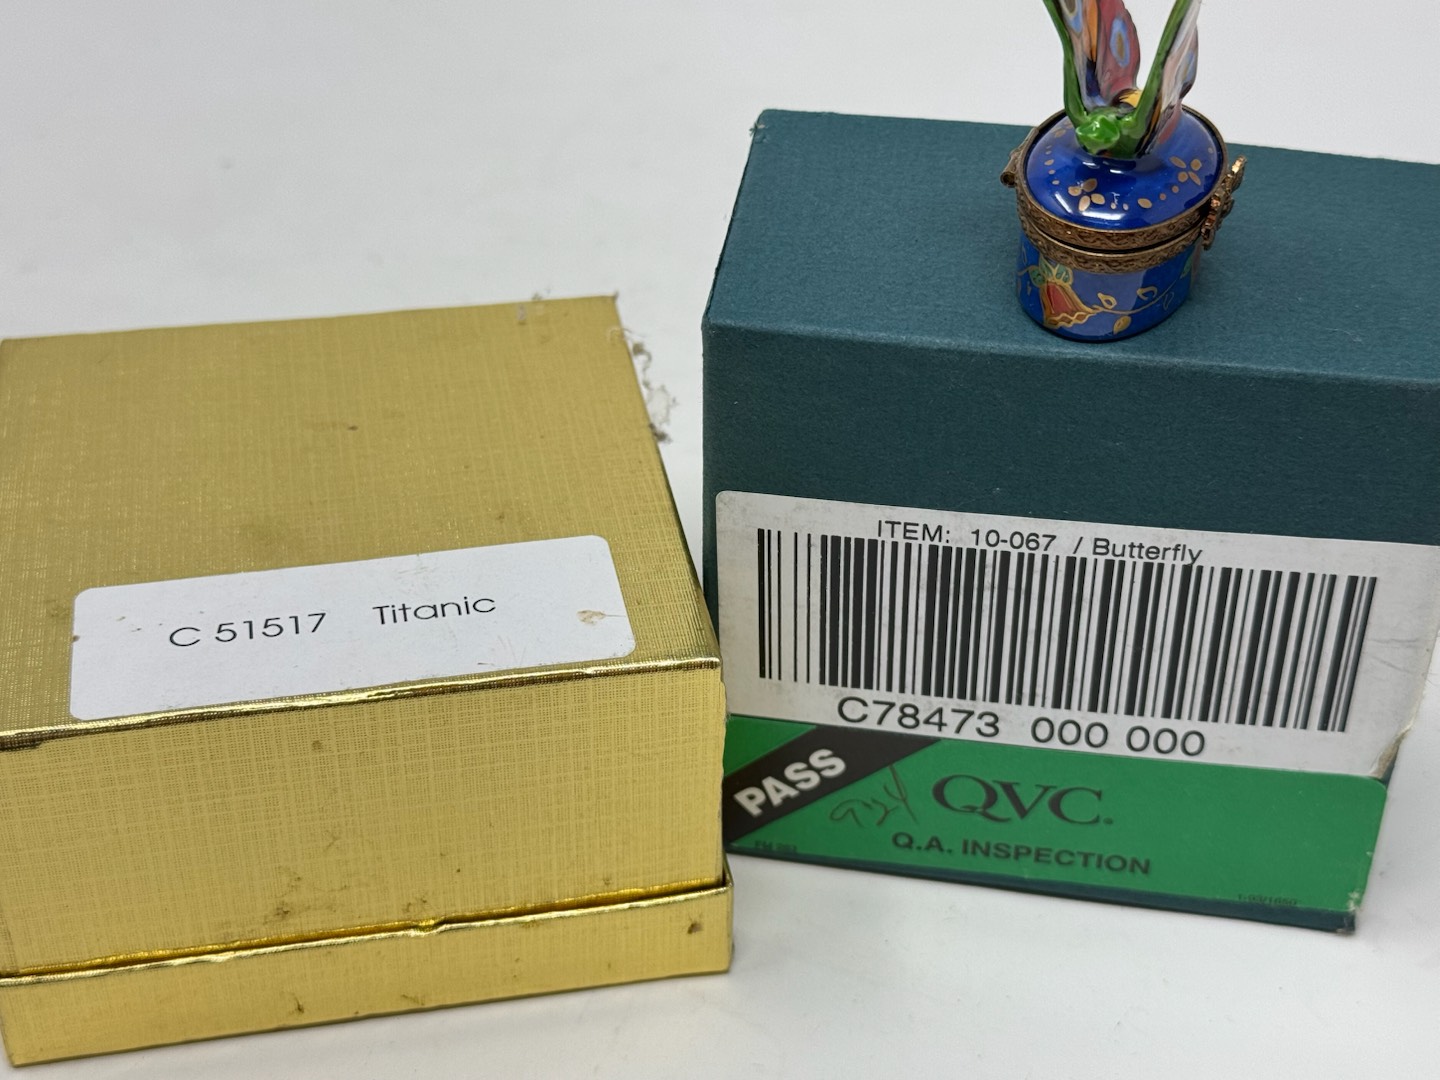 C 51517 Titanic
ITEM: 10-067 / Butterfly
C78473 000 000
PASS
QVC.
Q.A. INSPECTION